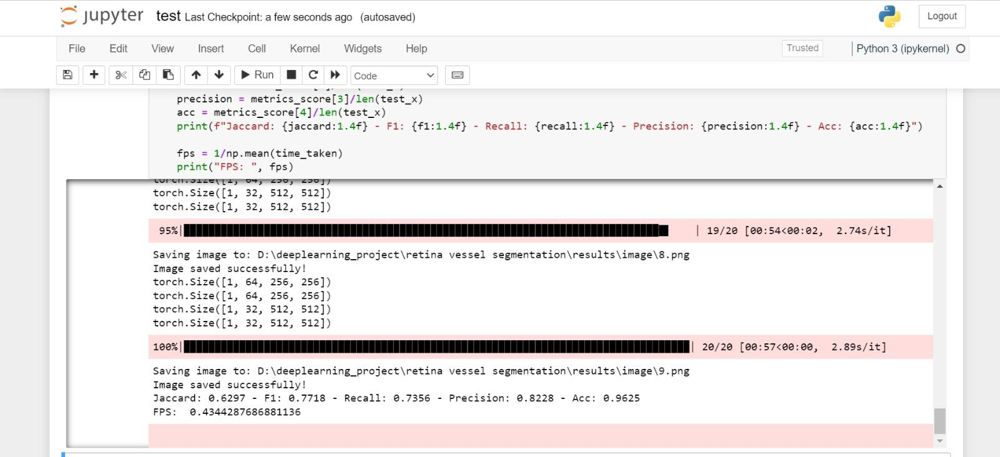 jupyter test Last Checkpoint: a few seconds ago (autosaved) Logout
File Edit View Insert Cell Kernel Widgets Help Trusted Python 3 (ipykernel)
Run Code
precision = metrics_score[3]/len(test_x)
acc = metrics_score[4]/len(test_x)
print(f"Jaccard: {jaccard:1.4f} - F1: {f1:1.4f} - Recall: {recall:1.4f} - Precision: {precision:1.4f} - Acc: {acc:1.4f}")
fps = 1/np.mean(time_taken)
print("FPS: ", fps)
torch.Size([1, 64, 256, 256])
torch.Size([1, 32, 512, 512])
torch.Size([1, 32, 512, 512])
95%| | 19/20 [00:54<00:02, 2.74s/it]
Saving image to: D:\deeplearning_project\retina vessel segmentation\results\image\8.png
Image saved successfully!
torch.Size([1, 64, 256, 256])
torch.Size([1, 64, 256, 256])
torch.Size([1, 32, 512, 512])
torch.Size([1, 32, 512, 512])
100%| | 20/20 [00:57<00:00, 2.89s/it]
Saving image to: D:\deeplearning_project\retina vessel segmentation\results\image\9.png
Image saved successfully!
Jaccard: 0.6297 - F1: 0.7718 - Recall: 0.7356 - Precision: 0.8228 - Acc: 0.9625
FPS: 0.4344287686881136